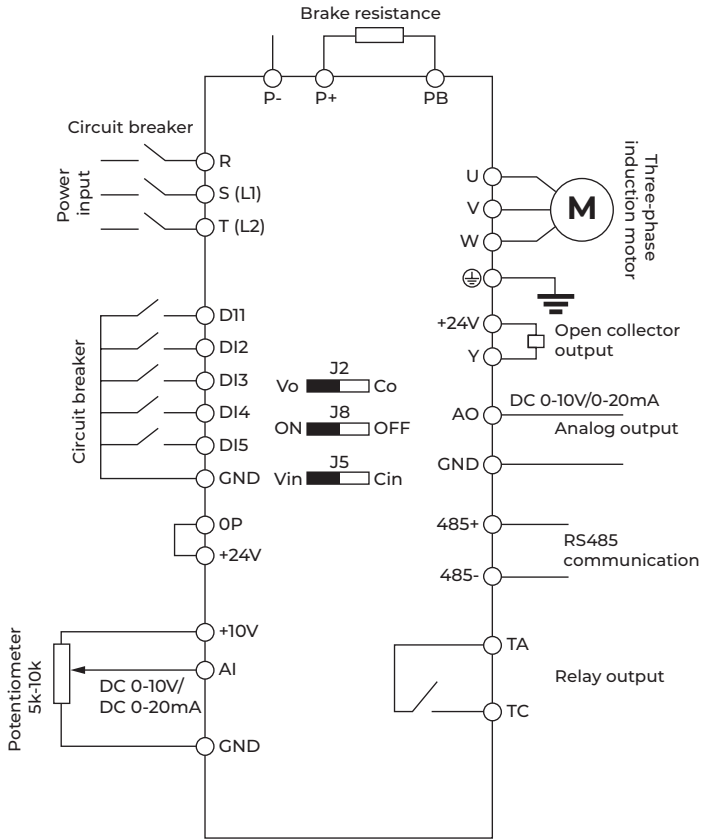 Brake resistance
P-
P+
PB
Circuit breaker
Power
input
R
S (L1)
T (L2)
U
V
W
M
Three-phase
induction motor
Circuit breaker
D11
DI2
DI3
DI4
DI5
GND
J2
Vo
Co
J8
ON
OFF
J5
Vin
Cin
+24V
Y
Open collector
output
AO
DC 0-10V/0-20mA
Analog output
GND
0P
+24V
485+
485-
RS485
communication
Potentiometer
5k-10k
+10V
AI
DC 0-10V/
DC 0-20mA
GND
TA
Relay output
TC